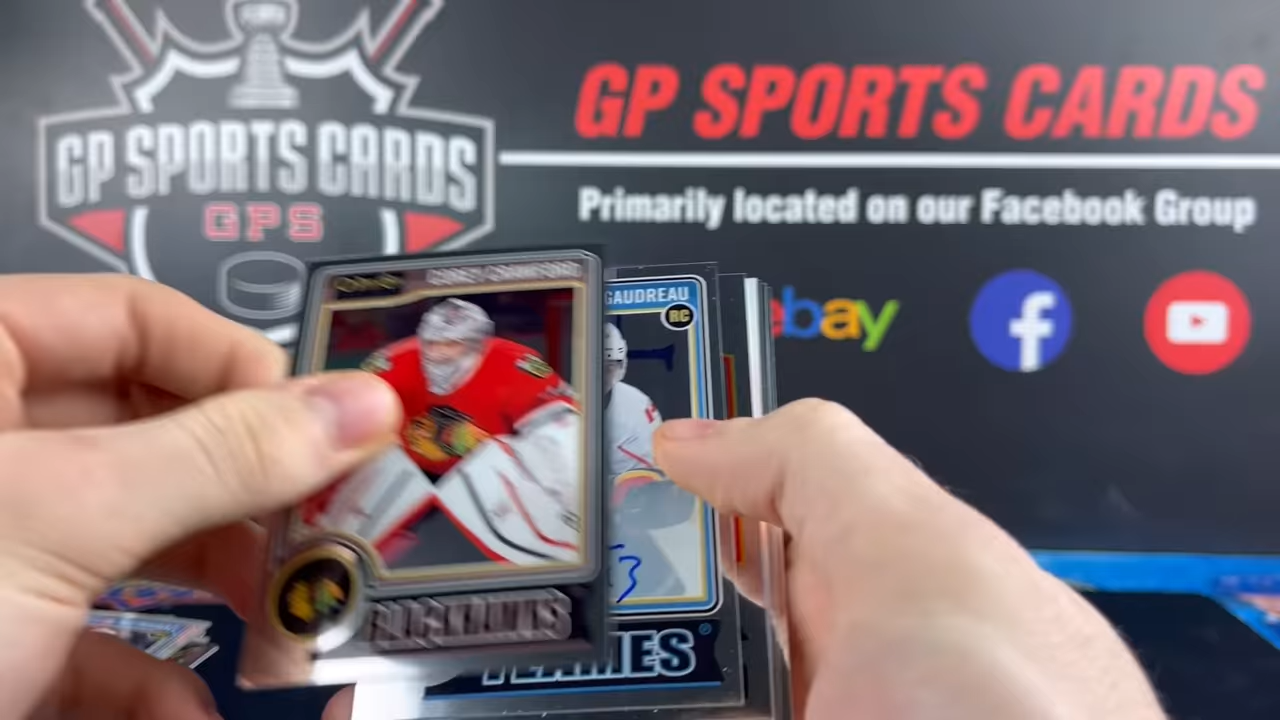 GP SPORTS CARDS
GPS
GP SPORTS CARDS
Primarily located on our Facebook Group
ebay
f
COREY CRAWFORD
BLACKHAWKS
GAUDREAU
RC
FLAMES